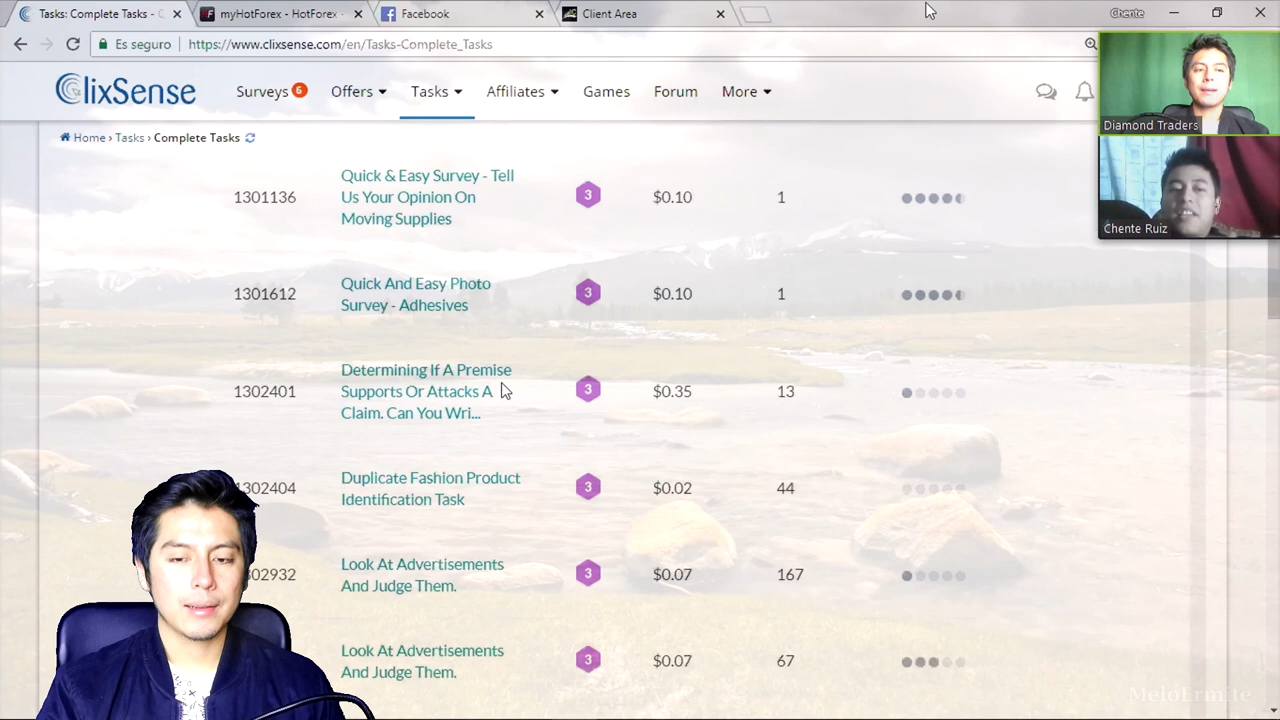 Tasks: Complete Tasks - C
myHotForex - HotForex -
Facebook
Client Area
Chente
Es seguro
https://www.clixsense.com/en/Tasks-Complete_Tasks
ClixSense
Surveys 6
Offers
Tasks
Affiliates
Games
Forum
More
Diamond Traders
Chente Ruiz
Home › Tasks › Complete Tasks
1301136
Quick & Easy Survey - Tell
Us Your Opinion On
Moving Supplies
3
$0.10
1
1301612
Quick And Easy Photo
Survey - Adhesives
3
$0.10
1
1302401
Determining If A Premise
Supports Or Attacks A
Claim. Can You Wri...
3
$0.35
13
1302404
Duplicate Fashion Product
Identification Task
3
$0.02
44
02932
Look At Advertisements
And Judge Them.
3
$0.07
167
Look At Advertisements
And Judge Them.
3
$0.07
67
MeloErmite